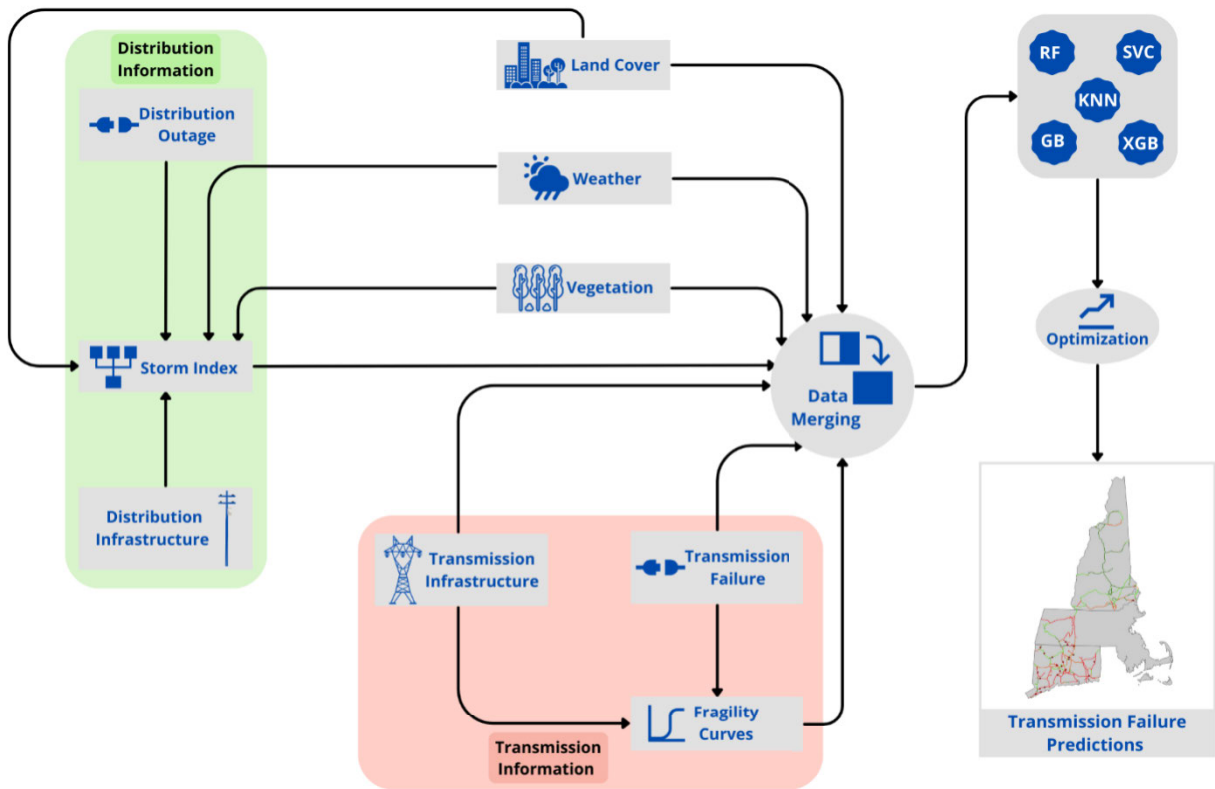 Distribution
Information
Distribution
Outage
Storm Index
Distribution
Infrastructure
Land Cover
Weather
Vegetation
Data
Merging
Transmission
Infrastructure
Transmission
Failure
Fragility
Curves
Transmission
Information
RF
SVC
KNN
GB
XGB
Optimization
Transmission Failure
Predictions